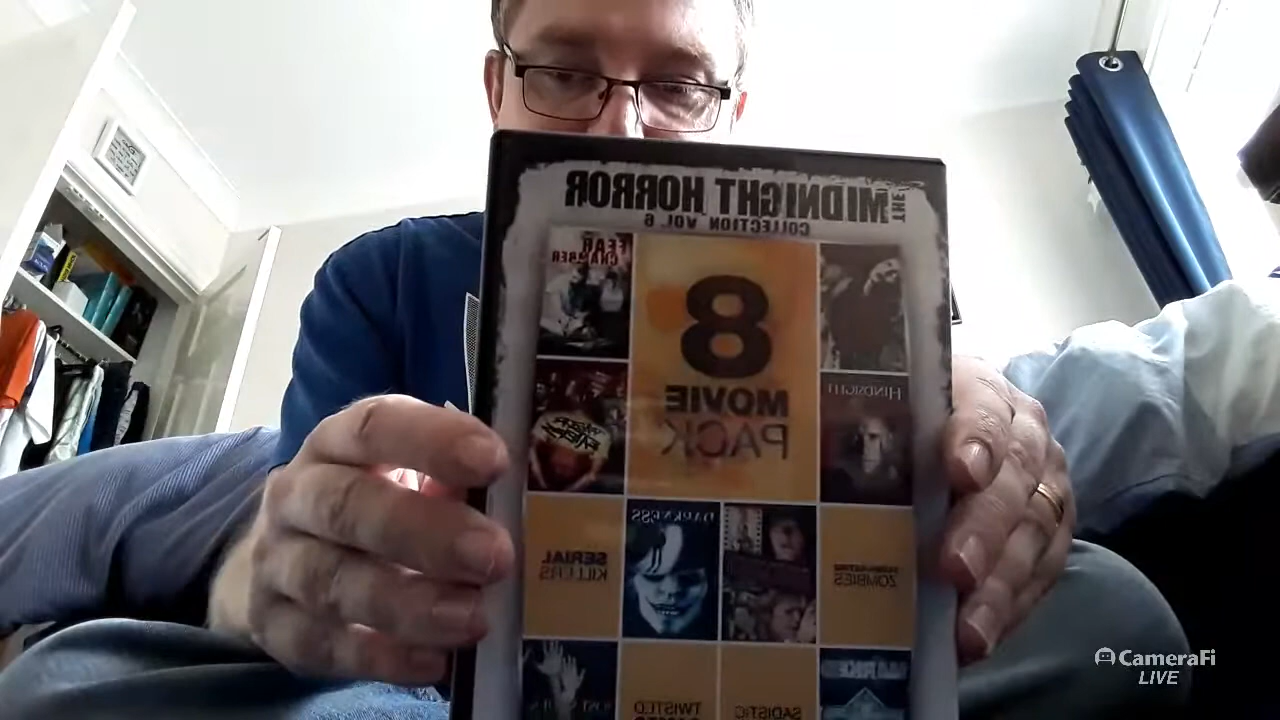 THE MIDNIGHT HORROR
COLLECTION VOL 6
FEAR
CHAMBER
8
MOVIE
PACK
HINDSIGHT
SERIAL
KILLERS
DARKNESS
ZOMBIES
TWISTED
SADISTIC
CameraFi
LIVE